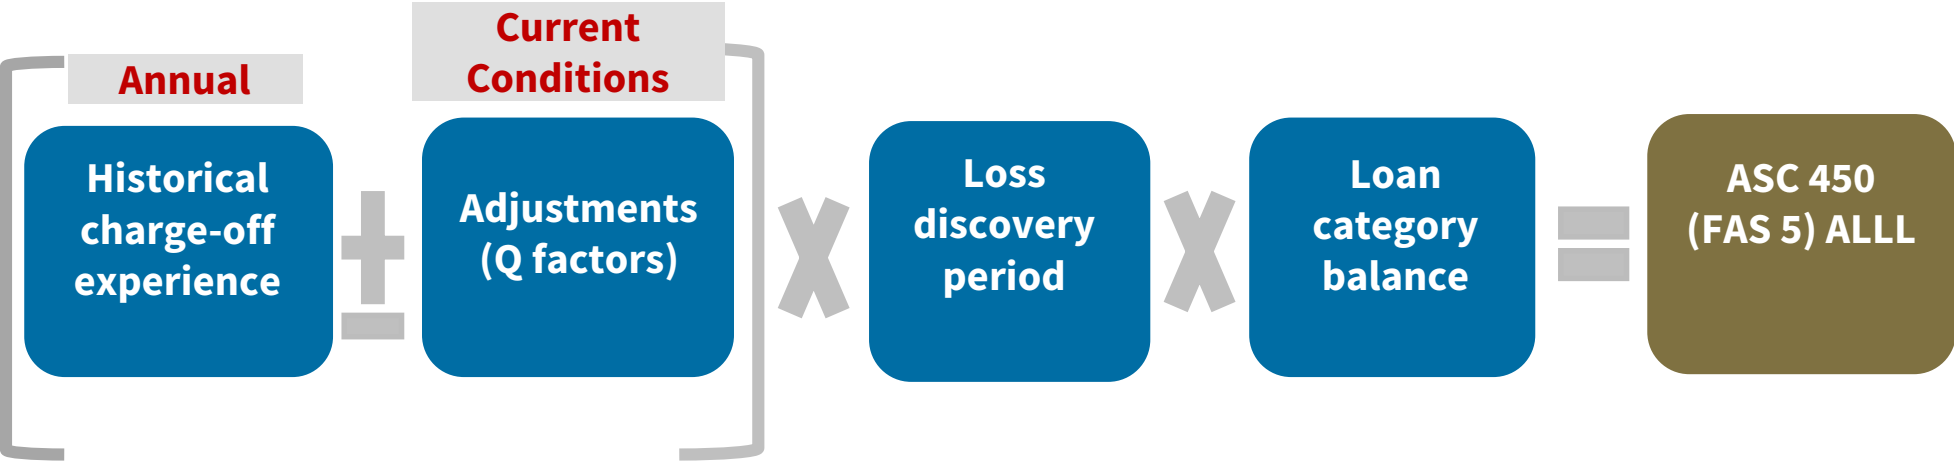 Annual
Current
Conditions
Historical
charge-off
experience
±
Adjustments
(Q factors)
Loss
discovery
period
Loan
category
balance
=
ASC 450
(FAS 5) ALLL